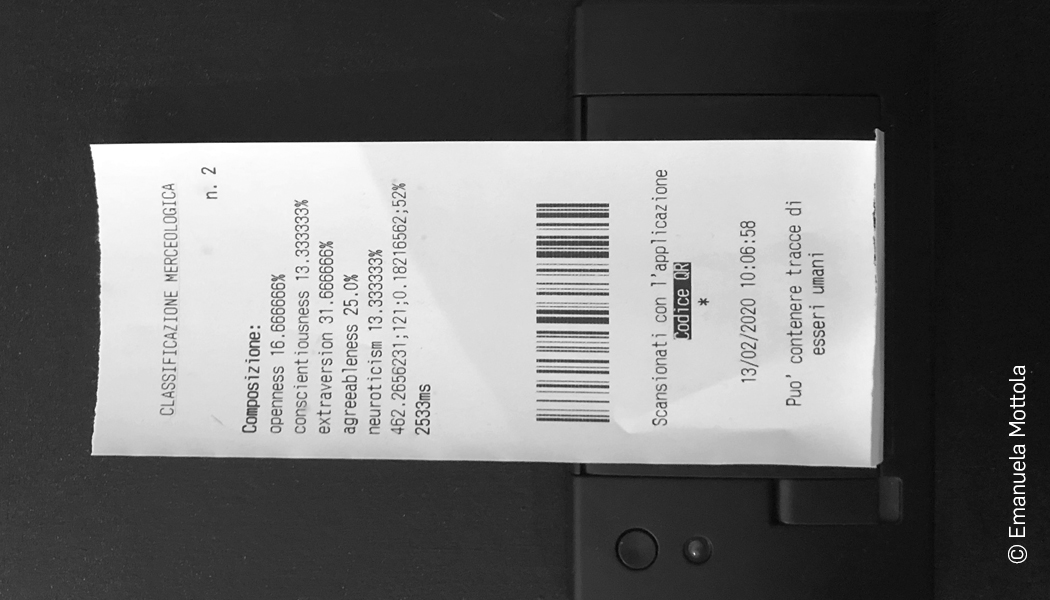 CLASSIFICAZIONE MERCEOLOGICA
n. 2
Composizione:
openness 16.666666%
conscientiousness 13.333333%
extraversion 31.666666%
agreeableness 25.0%
neuroticism 13.333333%
462.2656231;121;0.18216562;52%
2533ms
Scansionati con l'applicazione
Codice QR
*
13/02/2020 10:06:58
Puo' contenere tracce di
esseri umani
© Emanuela Mottola